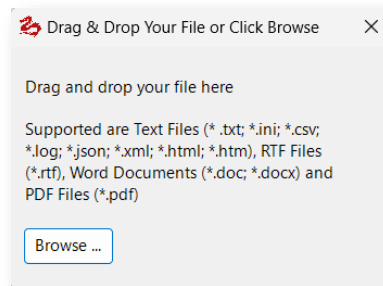 Drag & Drop Your File or Click Browse
Drag and drop your file here
Supported are Text Files (* .txt; *.ini; *.csv;
*.log; *.json; *.xml; *.html; *.htm), RTF Files
(*.rtf), Word Documents (*.doc; *.docx) and
PDF Files (*.pdf)
Browse ...